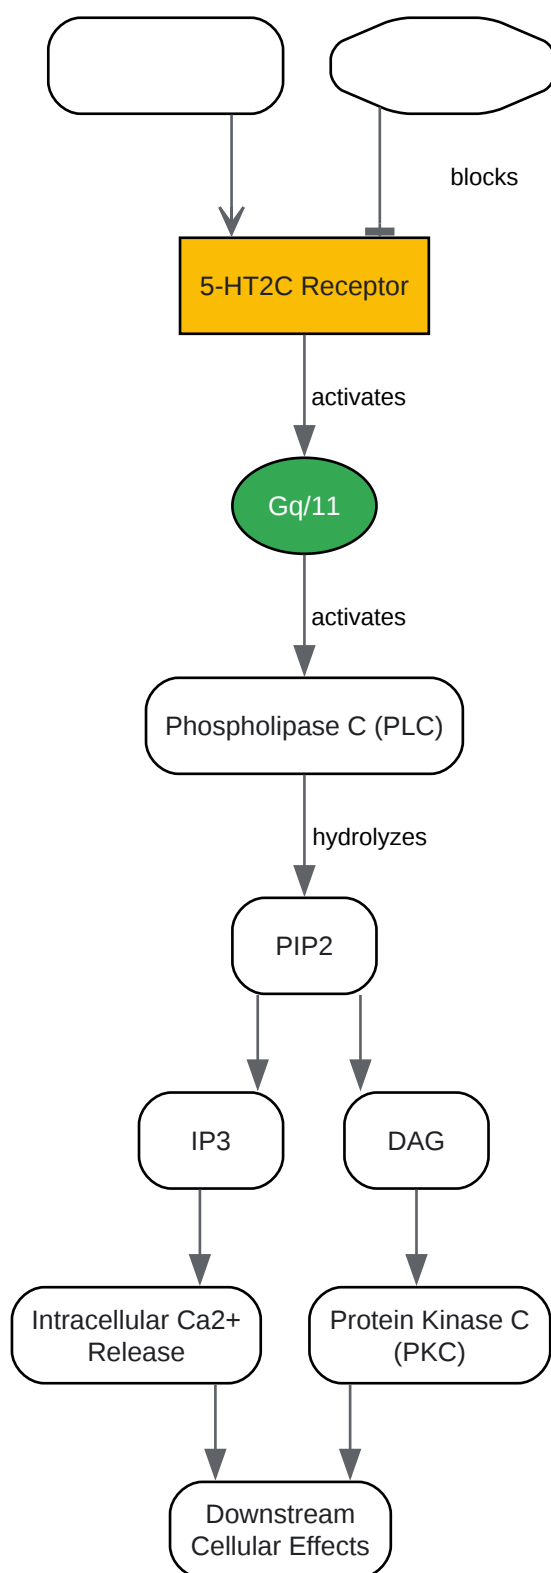 blocks
5-HT2C Receptor
activates
Gq/11
activates
Phospholipase C (PLC)
hydrolyzes
PIP2
IP3
DAG
Intracellular Ca2+
Release
Protein Kinase C
(PKC)
Downstream
Cellular Effects